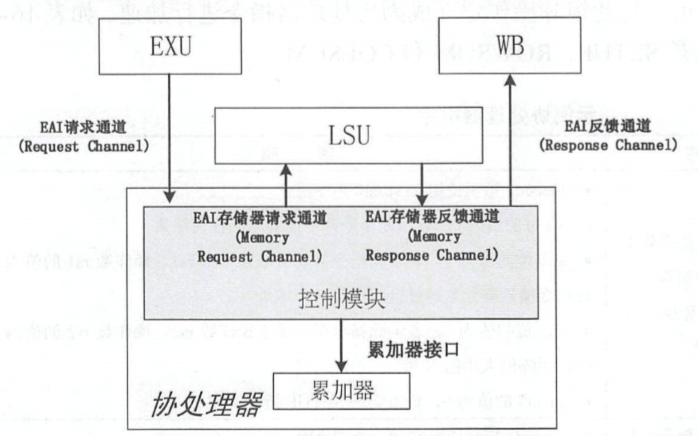 EXU
WB
EAI请求通道
(Request Channel)
LSU
EAI反馈通道
(Response Channel)
EAI存储器请求通道
(Memory
Request Channel)
EAI存储器反馈通道
(Memory
Response Channel)
控制模块
累加器接口
累加器
协处理器